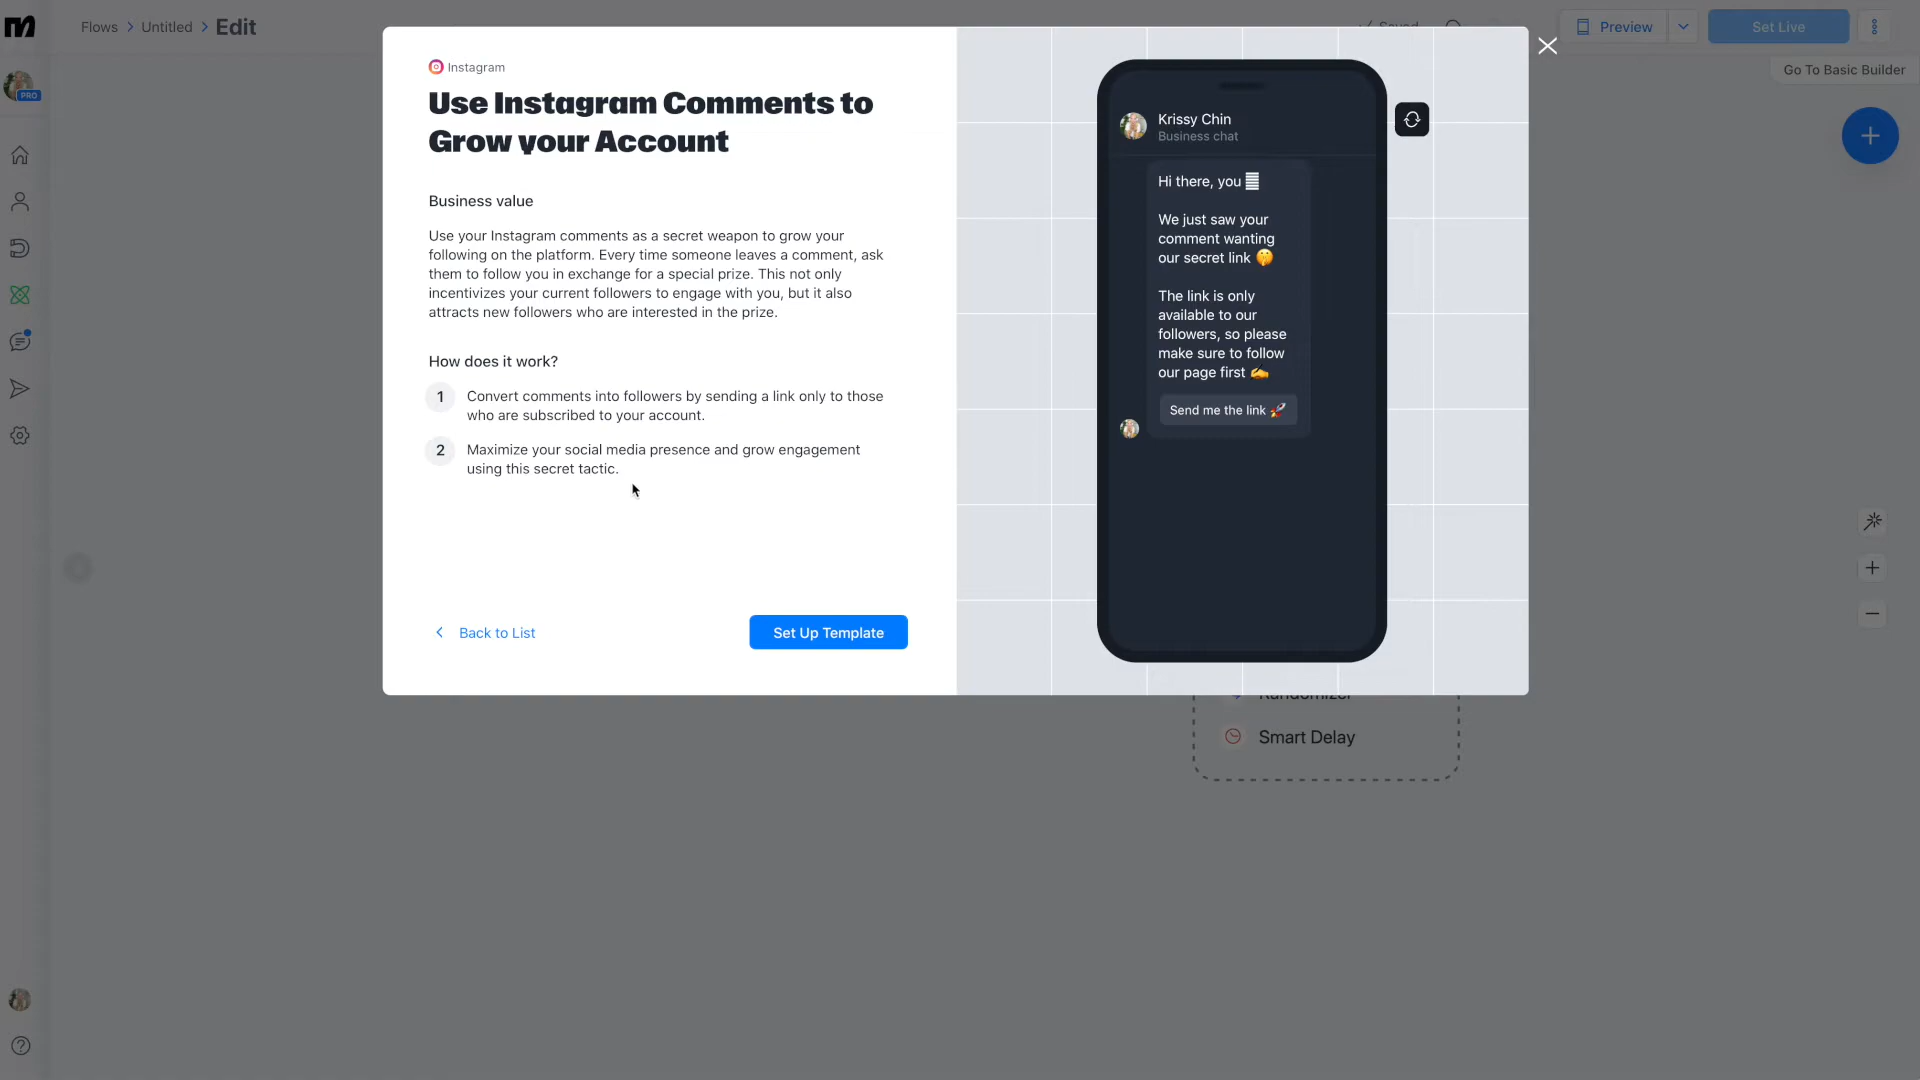 Flows > Untitled > Edit
Saved
Preview
Set Live
Go To Basic Builder
PRO
Instagram
Use Instagram Comments to
Grow your Account
Business value
Use your Instagram comments as a secret weapon to grow your
following on the platform. Every time someone leaves a comment, ask
them to follow you in exchange for a special prize. This not only
incentivizes your current followers to engage with you, but it also
attracts new followers who are interested in the prize.
How does it work?
1 Convert comments into followers by sending a link only to those
who are subscribed to your account.
2 Maximize your social media presence and grow engagement
using this secret tactic.
Back to List
Set Up Template
Krissy Chin
Business chat
Hi there, you
We just saw your
comment wanting
our secret link 🤫
The link is only
available to our
followers, so please
make sure to follow
our page first ✍️
Send me the link 🚀
Randomizer
Smart Delay